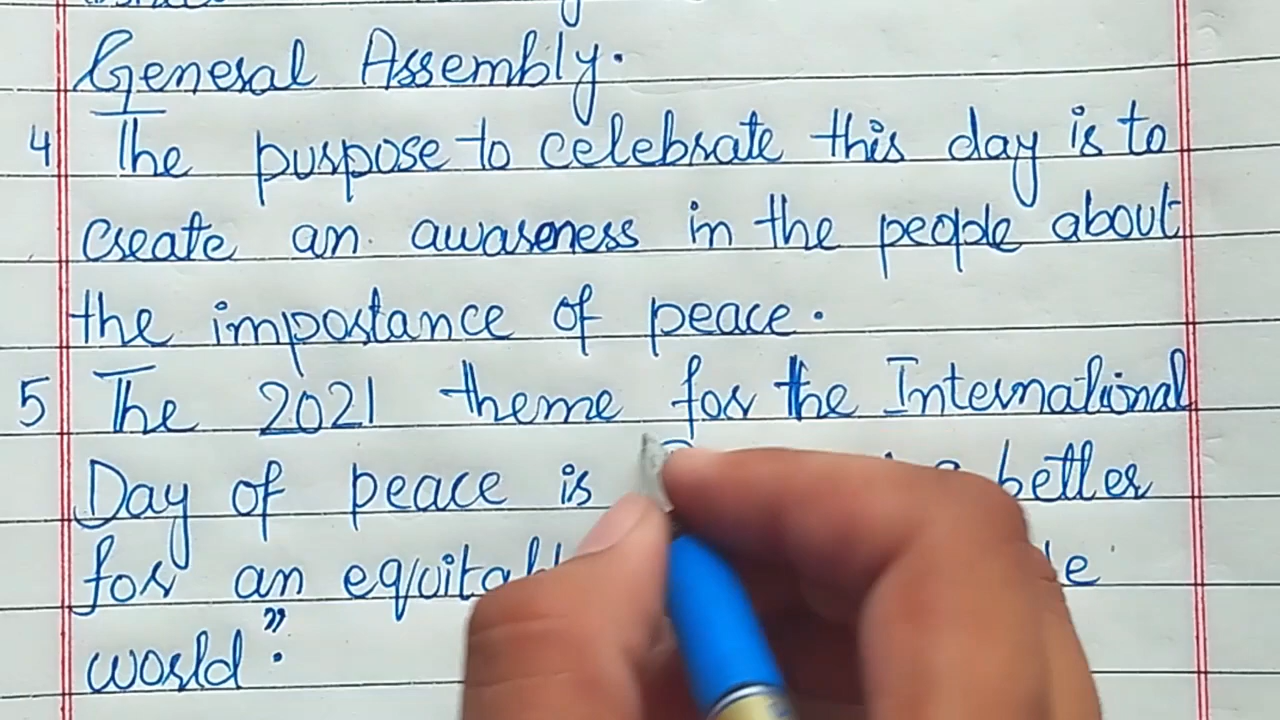 General Assembly.
4 The purpose to celebrate this day is to
create an awareness in the people about
the importance of peace.
5 The 2021 theme for the International
Day of peace is better
for an
world".